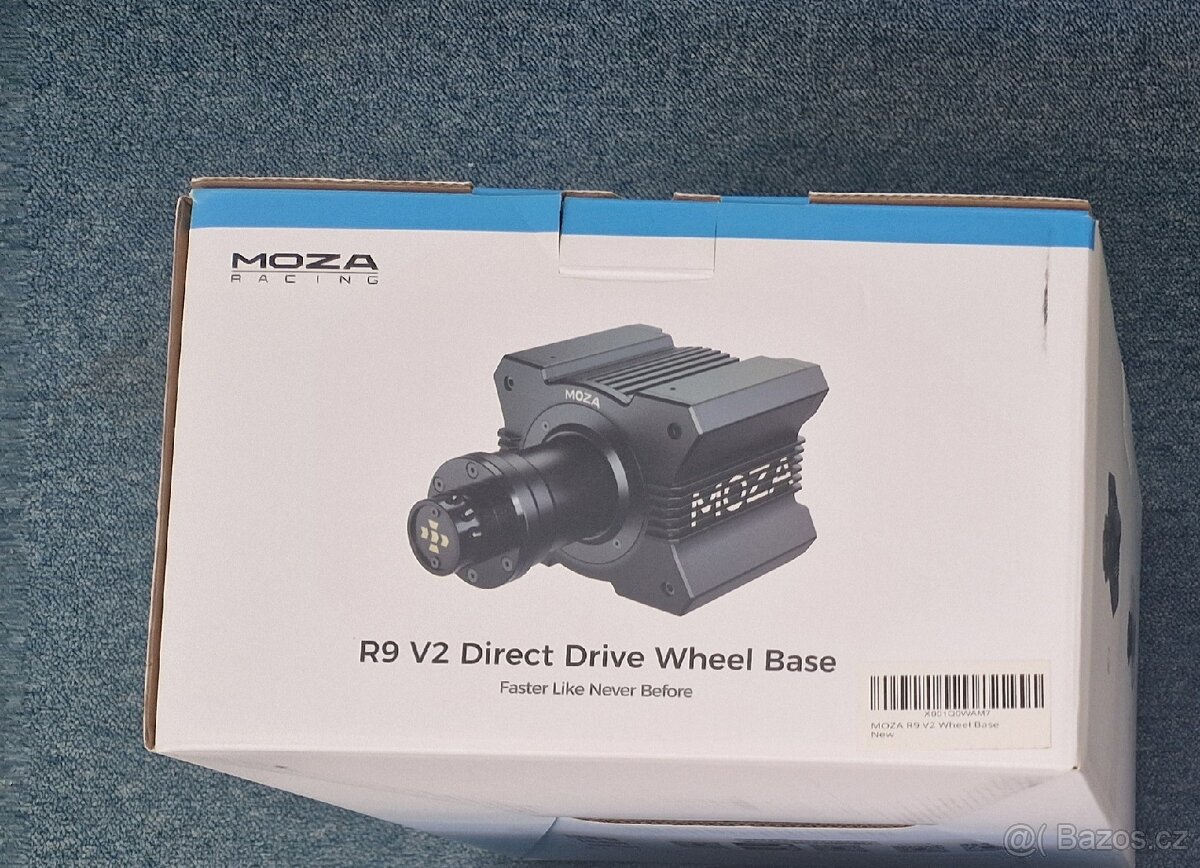 MOZA
RACING
MOZA
MOZA
R9 V2 Direct Drive Wheel Base
Faster Like Never Before
X001Q0WAM7
MOZA R9 V2 Wheel Base
New
@( Bazos.cz